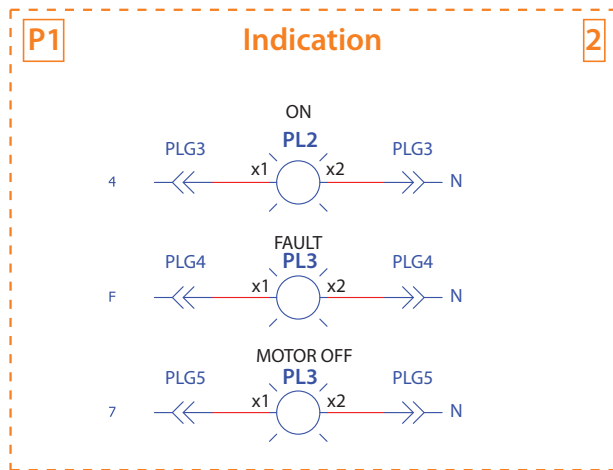 P1 Indication 2
ON
PL2
PLG3 PLG3
x1 x2
4 N
FAULT
PL3
PLG4 PLG4
x1 x2
F N
MOTOR OFF
PL3
PLG5 PLG5
x1 x2
7 N